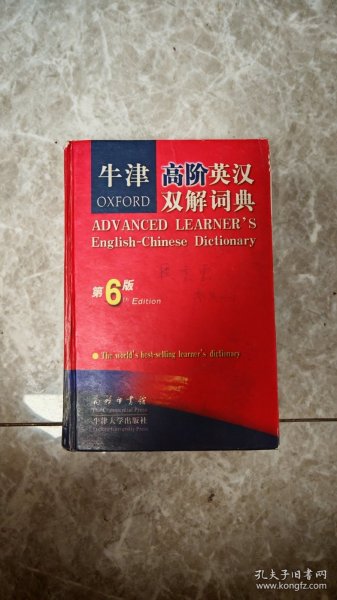 牛津
OXFORD
高阶英汉
双解词典
ADVANCED LEARNER'S
English-Chinese Dictionary
第6版
th Edition
The world's best-selling learner's dictionary
商务印书馆
The Commercial Press
牛津大学出版社
Oxford University Press
孔夫子旧书网
www.kongfz.com